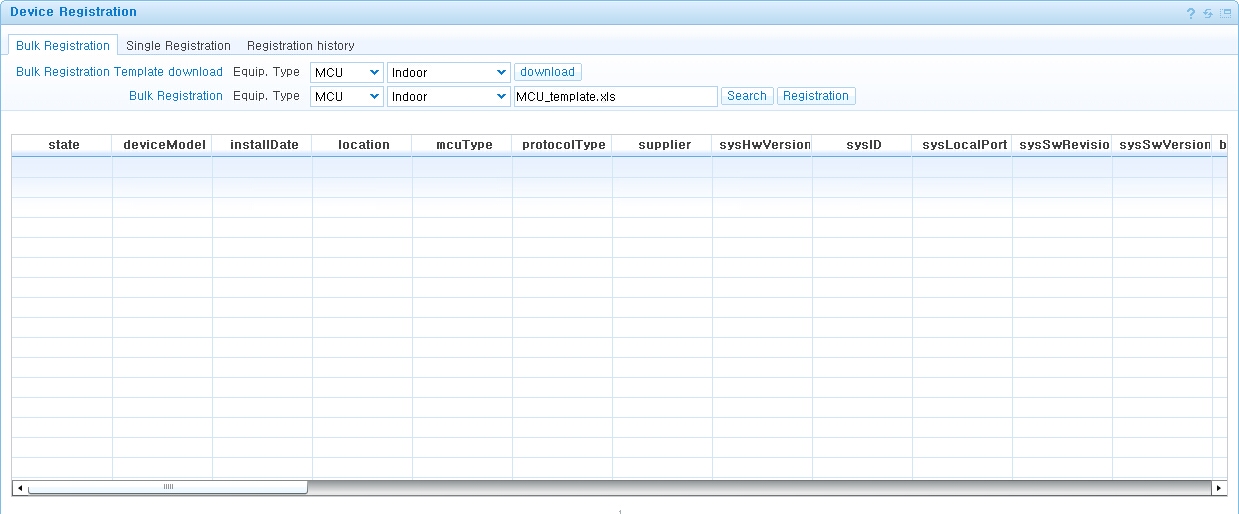 Device Registration ?
Bulk Registration Single Registration Registration history
Bulk Registration Template download Equip. Type MCU Indoor download
Bulk Registration Equip. Type MCU Indoor MCU_template.xls Search Registration
state deviceModel installDate location mcuType protocolType supplier sysHwVersion sysID sysLocalPort sysSwRevisio sysSwVersion b